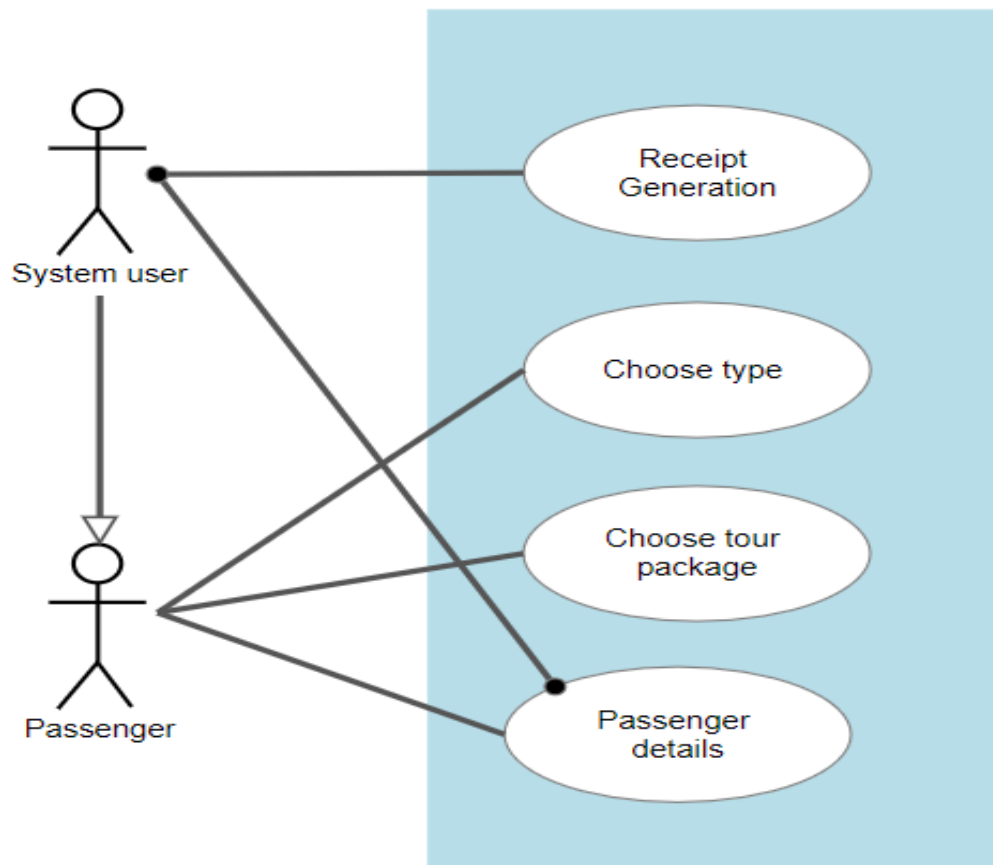 System user
Receipt
Generation
Choose type
Choose tour
package
Passenger
Passenger
details